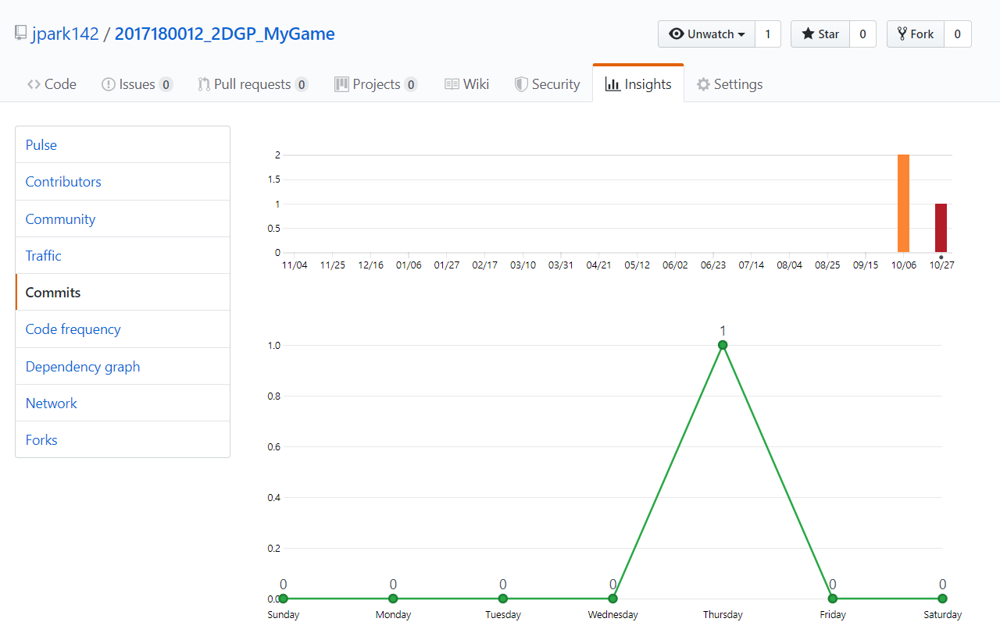 jpark142 / 2017180012_2DGP_MyGame
Unwatch 1 Star 0 Fork 0
Code Issues 0 Pull requests 0 Projects 0 Wiki Security Insights Settings
Pulse
Contributors
Community
Traffic
Commits
Code frequency
Dependency graph
Network
Forks
2
1.5
1
0.5
0
11/04 11/25 12/16 01/06 01/27 02/17 03/10 03/31 04/21 05/12 06/02 06/23 07/14 08/04 08/25 09/15 10/06 10/27
1
1.0
0.8
0.6
0.4
0.2
0 0 0 0 0 0
0.0
Sunday Monday Tuesday Wednesday Thursday Friday Saturday